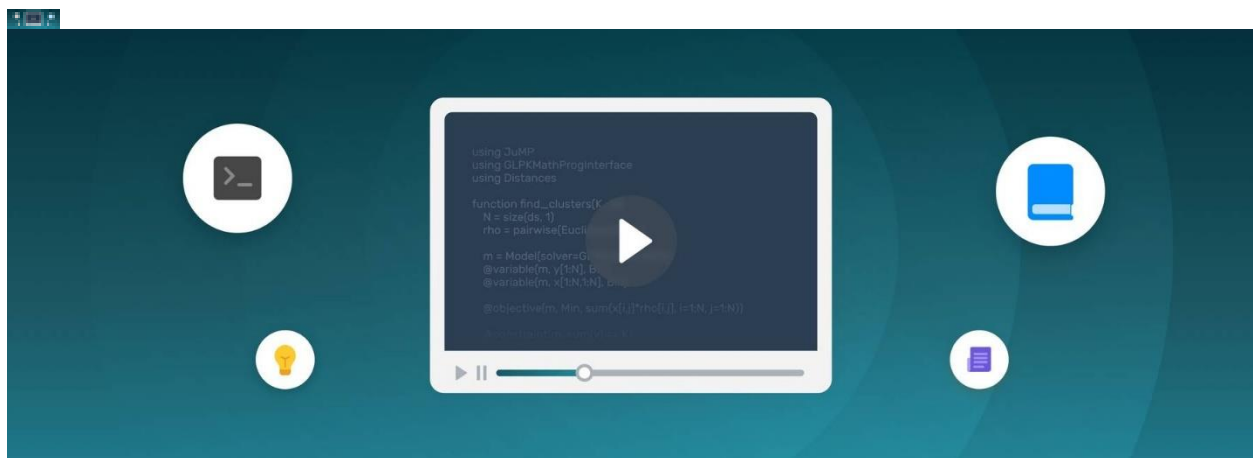 >_
using JuMP
using GLPKMathProgInterface
using Distances
function find_clusters(K,
N = size(ds, 1)
rho = pairwise(Eucli
m = Model(solver=G
@variable(m, y[1:N], B
@variable(m, x[1:N,1:N],
@objective(m, Min, sum(x[i,j]*rho[i,j], i=1:N, j=1:N))